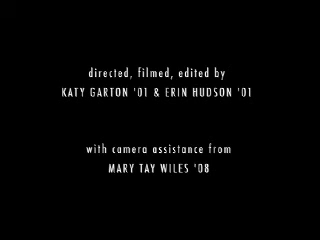 directed, filmed, edited by
KATY GARTON '01 & ERIN HUDSON '01
with camera assistance from
MARY TAY WILES '08